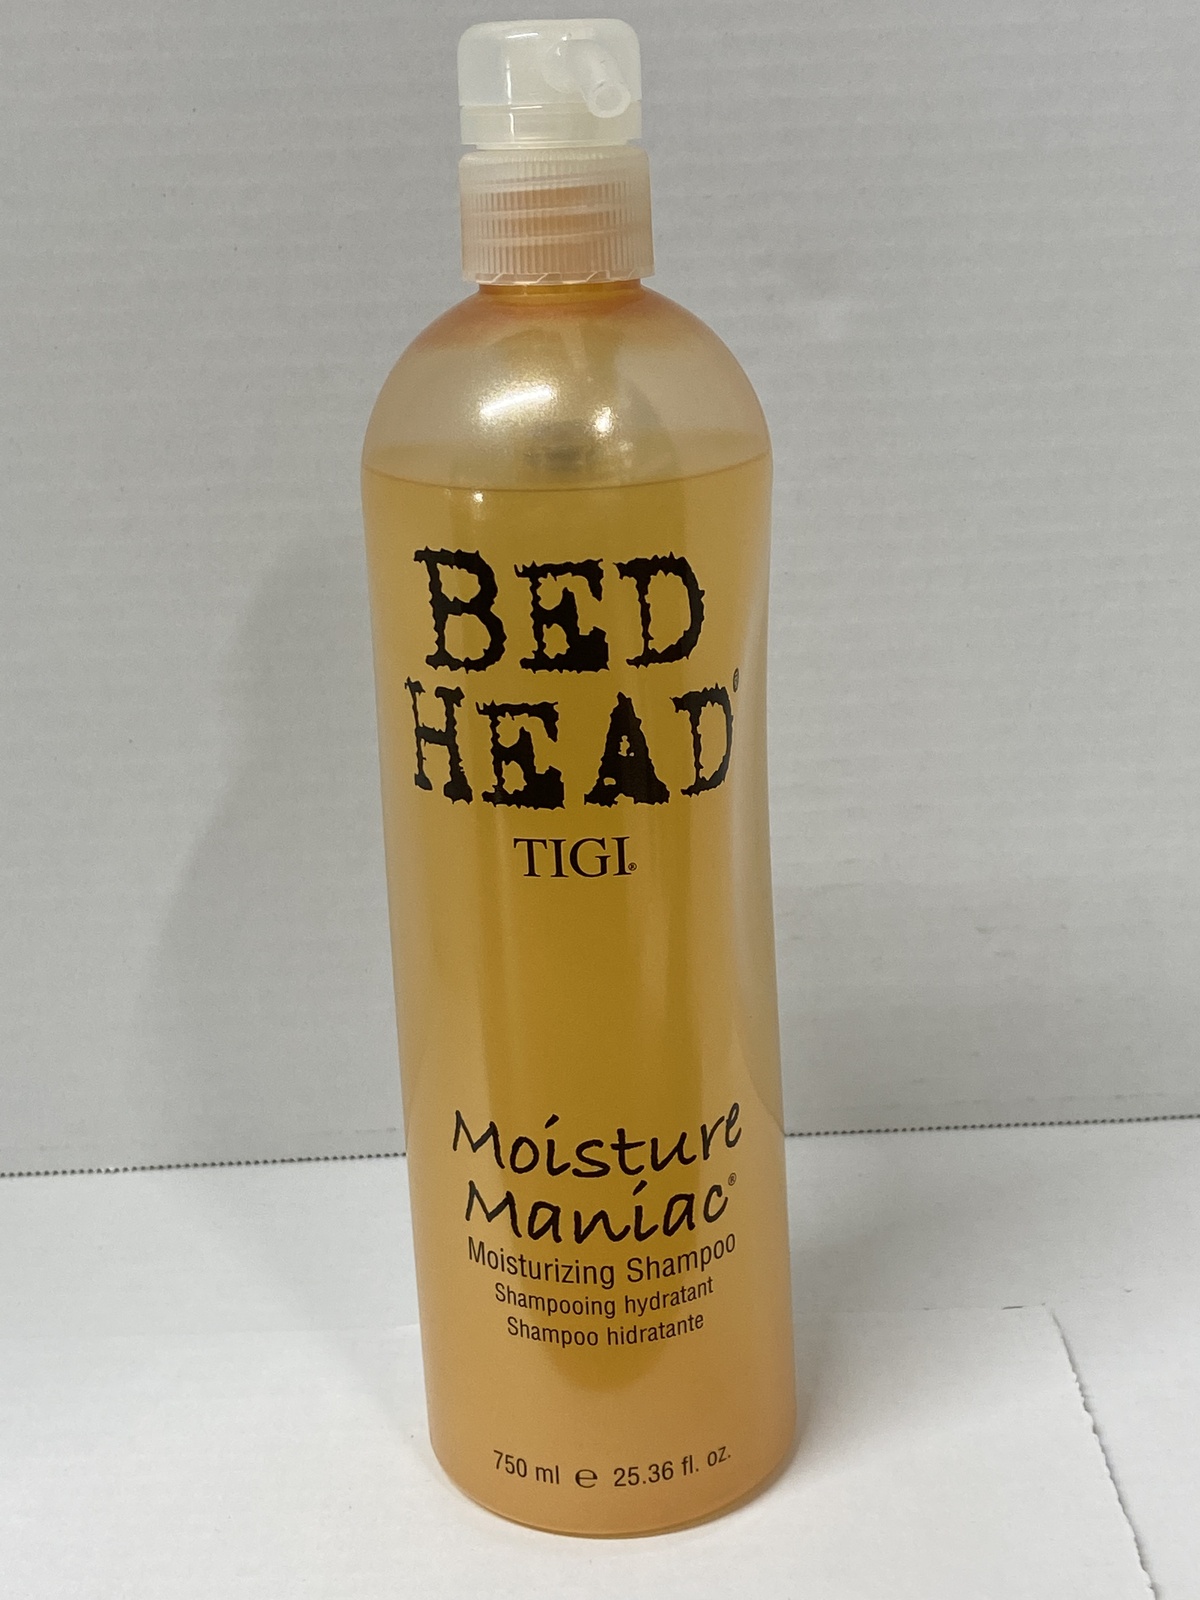 BED
HEAD®
TIGI®
Moisture
Maniac®
Moisturizing Shampoo
Shampooing hydratant
Shampoo hidratante
750 ml ℮ 25.36 fl. oz.